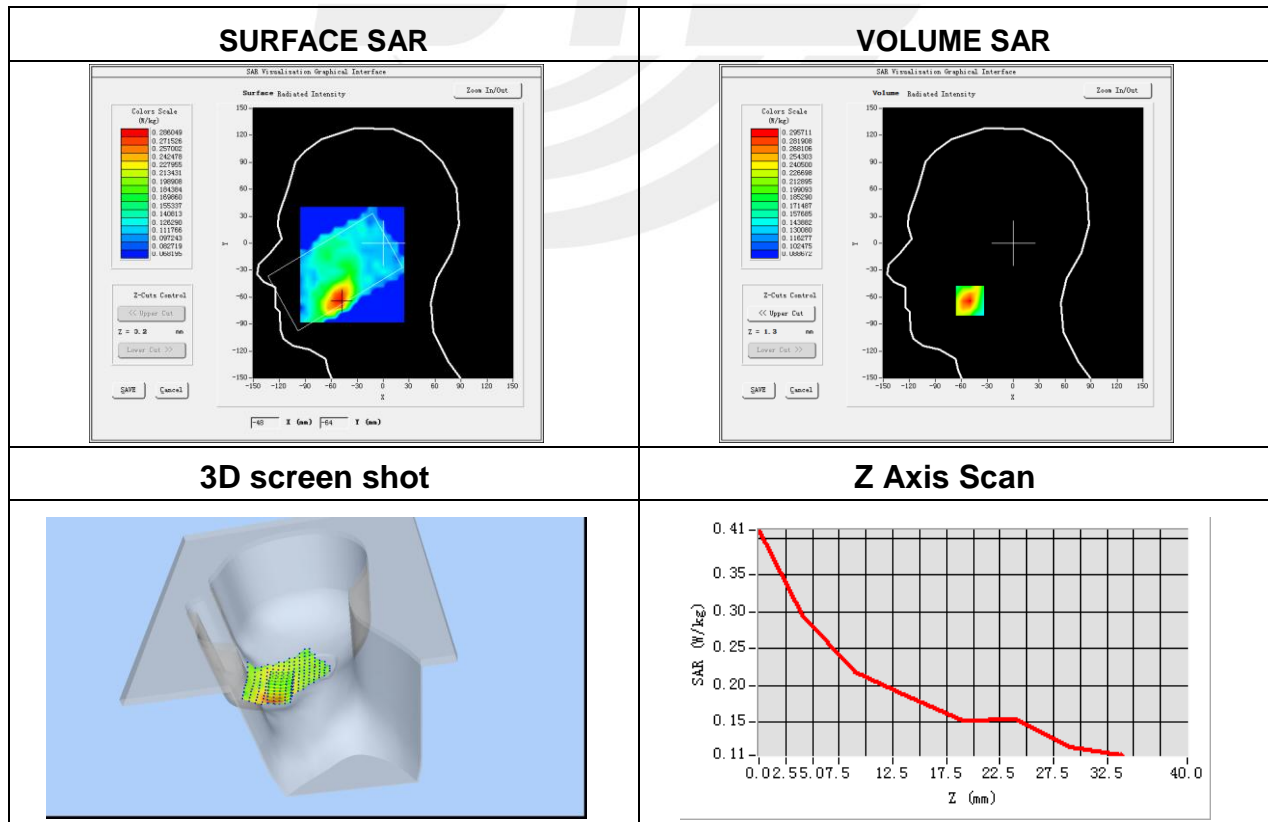 SURFACE SAR
VOLUME SAR
SAR Visualisation Graphical Interface
Surface Radiated Intensity
Zoom In/Out
Colors Scale
(W/kg)
0.286049
0.271526
0.257002
0.242478
0.227955
0.213431
0.198908
0.184384
0.169860
0.155337
0.140813
0.126290
0.111766
0.097243
0.082719
0.068195
150
120
90
60
30
0
-30
-60
-90
-120
-150
Y
-150 -120 -90 -60 -30 0 30 60 90 120 150
X
Z-Cuts Control
<< Upper Cut
Z = 3.2 mm
Lower Cut >>
SAVE Cancel
-48 X (mm) -64 Y (mm)
SAR Visualisation Graphical Interface
Volume Radiated Intensity
Zoom In/Out
Colors Scale
(W/kg)
0.295711
0.281908
0.268106
0.254303
0.240500
0.226698
0.212895
0.199093
0.185290
0.171487
0.157685
0.143882
0.130080
0.116277
0.102475
0.088672
150
120
90
60
30
0
-30
-60
-90
-120
-150
Y
-150 -120 -90 -60 -30 0 30 60 90 120 150
X
Z-Cuts Control
<< Upper Cut
Z = 1.3 mm
Lower Cut >>
SAVE Cancel
3D screen shot
Z Axis Scan
0.41
0.35
0.30
0.25
0.20
0.15
0.11
SAR (W/kg)
0.0 2.5 5.0 7.5 12.5 17.5 22.5 27.5 32.5 40.0
Z (mm)